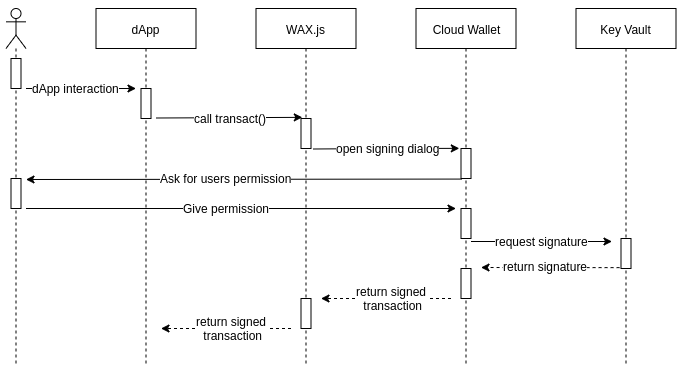 dApp
WAX.js
Cloud Wallet
Key Vault
dApp interaction
call transact()
open signing dialog
Ask for users permission
Give permission
request signature
return signature
return signed
transaction
return signed
transaction